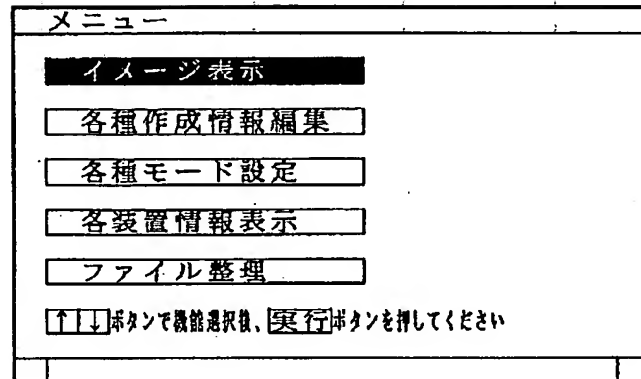 メニュー
イメージ表示
各種作成情報編集
各種モード設定
各装置情報表示
ファイル整理
↑↓ボタンで機能選択後、実行ボタンを押してください